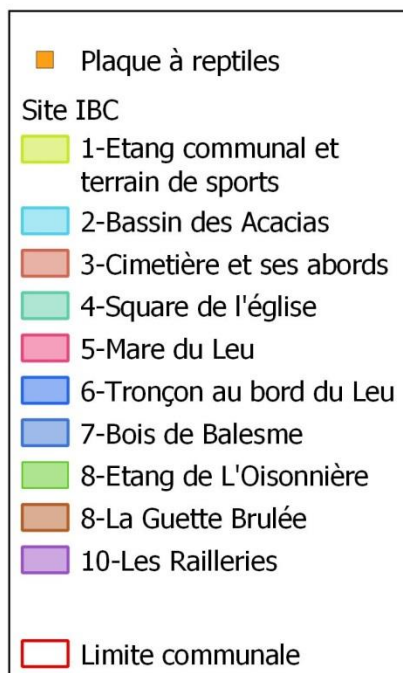 Plaque à reptiles
Site IBC
1-Etang communal et
terrain de sports
2-Bassin des Acacias
3-Cimetière et ses abords
4-Square de l'église
5-Mare du Leu
6-Tronçon au bord du Leu
7-Bois de Balesme
8-Etang de L'Oisonnière
8-La Guette Brulée
10-Les Railleries
Limite communale